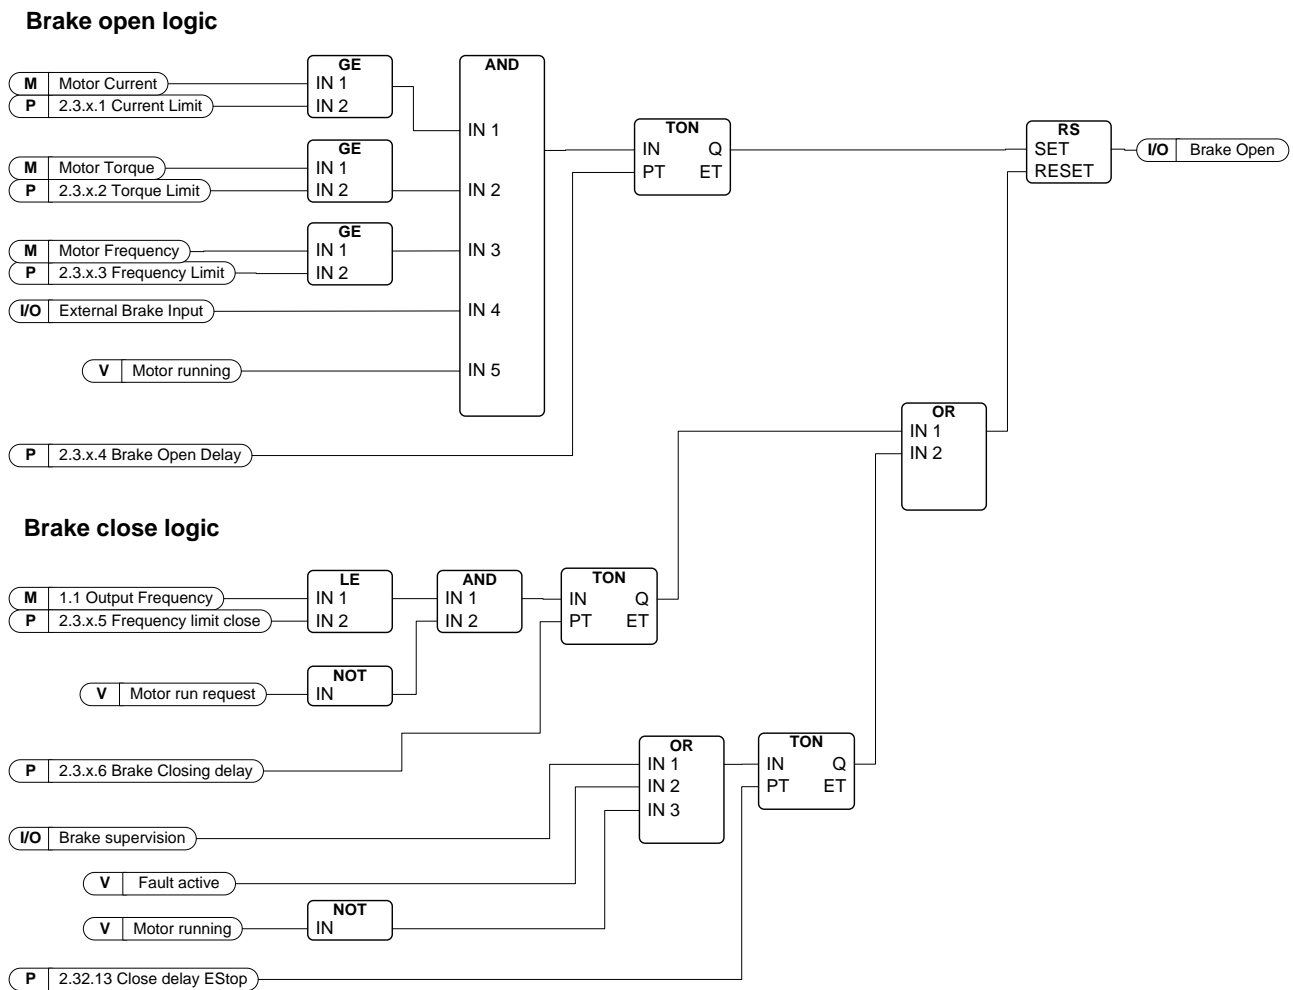 Brake open logic
GE
M Motor Current IN 1
P 2.3.x.1 Current Limit IN 2
GE
M Motor Torque IN 1
P 2.3.x.2 Torque Limit IN 2
GE
M Motor Frequency IN 1
P 2.3.x.3 Frequency Limit IN 2
I/O External Brake Input
V Motor running
AND
IN 1
IN 2
IN 3
IN 4
IN 5
TON
IN Q
PT ET
RS
SET
RESET
I/O Brake Open
P 2.3.x.4 Brake Open Delay
OR
IN 1
IN 2
Brake close logic
LE
M 1.1 Output Frequency IN 1
P 2.3.x.5 Frequency limit close IN 2
AND
IN 1
IN 2
TON
IN Q
PT ET
NOT
V Motor run request IN
P 2.3.x.6 Brake Closing delay
OR
IN 1
IN 2
IN 3
TON
IN Q
PT ET
I/O Brake supervision
V Fault active
NOT
V Motor running IN
P 2.32.13 Close delay EStop